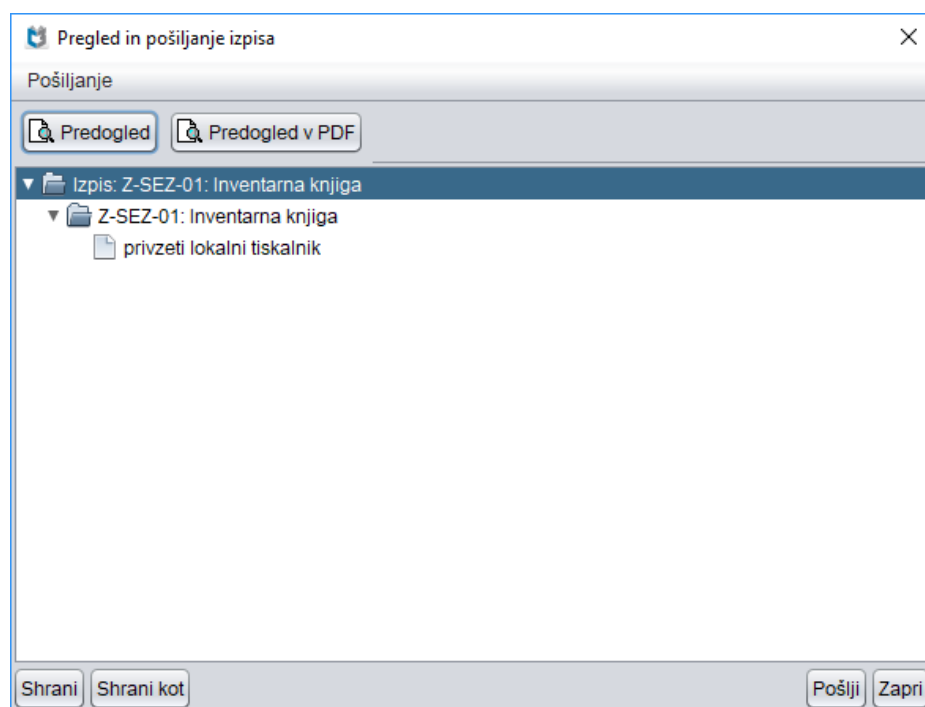 Pregled in pošiljanje izpisa
Pošiljanje
Predogled Predogled v PDF
Izpis: Z-SEZ-01: Inventarna knjiga
Z-SEZ-01: Inventarna knjiga
privzeti lokalni tiskalnik
Shrani Shrani kot Pošlji Zapri